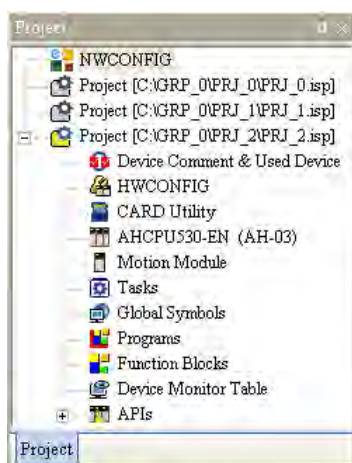 Project
NWCONFIG
Project [C:\GRP_0\PRJ_0\PRJ_0.isp]
Project [C:\GRP_0\PRJ_1\PRJ_1.isp]
Project [C:\GRP_0\PRJ_2\PRJ_2.isp]
Device Comment & Used Device
HWCONFIG
CARD Utility
AHCPU530-EN (AH-03)
Motion Module
Tasks
Global Symbols
Programs
Function Blocks
Device Monitor Table
APIs
Project